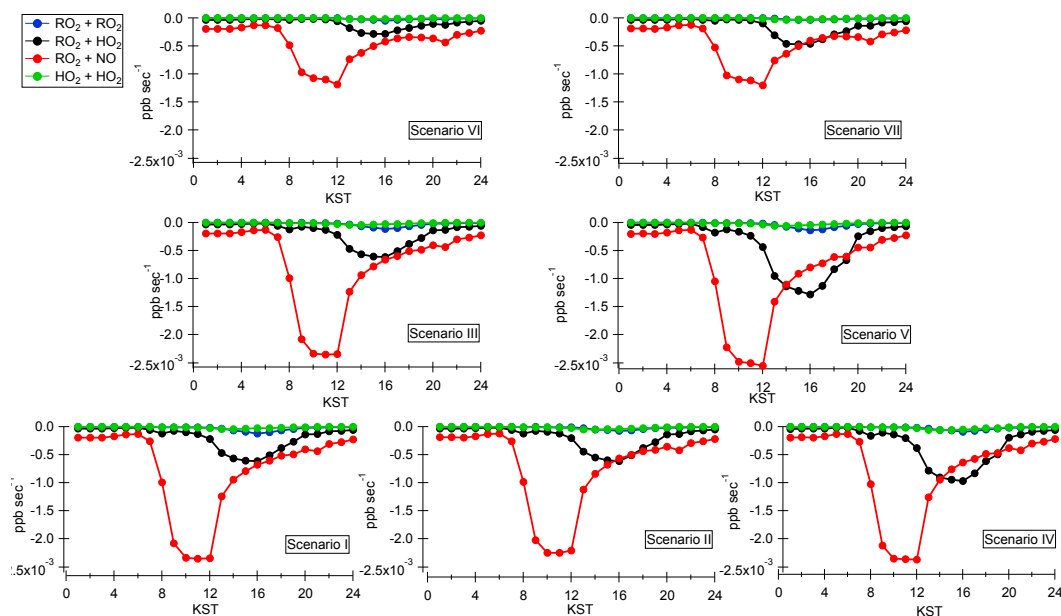 RO₂ + RO₂
RO₂ + HO₂
RO₂ + NO
HO₂ + HO₂
0.0
-0.5
-1.0
-1.5
-2.0
-2.5x10⁻³
ppb sec⁻¹
0 4 8 12 16 20 24
KST
Scenario VI
0.0
-0.5
-1.0
-1.5
-2.0
-2.5x10⁻³
ppb sec⁻¹
0 4 8 12 16 20 24
KST
Scenario VII
0.0
-0.5
-1.0
-1.5
-2.0
-2.5x10⁻³
ppb sec⁻¹
0 4 8 12 16 20 24
KST
Scenario III
0.0
-0.5
-1.0
-1.5
-2.0
-2.5x10⁻³
ppb sec⁻¹
0 4 8 12 16 20 24
KST
Scenario V
0.0
-0.5
-1.0
-1.5
-2.0
.5x10⁻³
ppb sec⁻¹
0 4 8 12 16 20 24
KST
Scenario I
0.0
-0.5
-1.0
-1.5
-2.0
-2.5x10⁻³
ppb sec⁻¹
0 4 8 12 16 20 24
KST
Scenario II
0.0
-0.5
-1.0
-1.5
-2.0
-2.5x10⁻³
ppb sec⁻¹
0 4 8 12 16 20 24
KST
Scenario IV